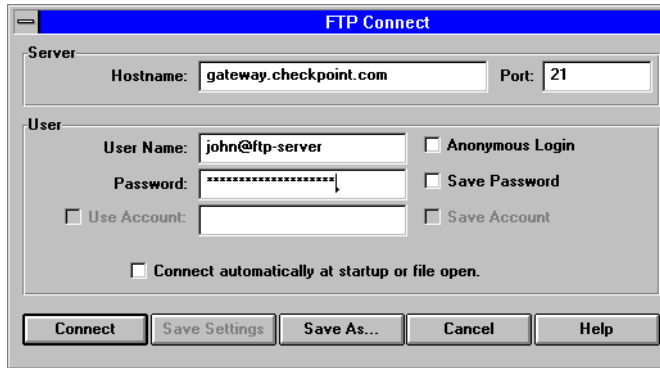 FTP Connect
Server
Hostname: gateway.checkpoint.com Port: 21
User
User Name: john@ftp-server Anonymous Login
Password: ******************** Save Password
Use Account: Save Account
Connect automatically at startup or file open.
Connect Save Settings Save As... Cancel Help